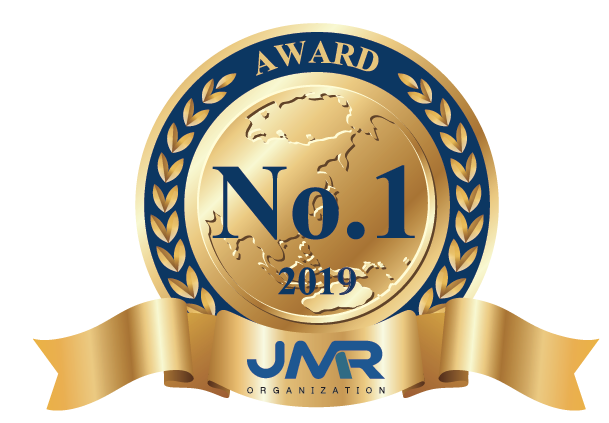 AWARD
No.1
2019
JMR
ORGANIZATION